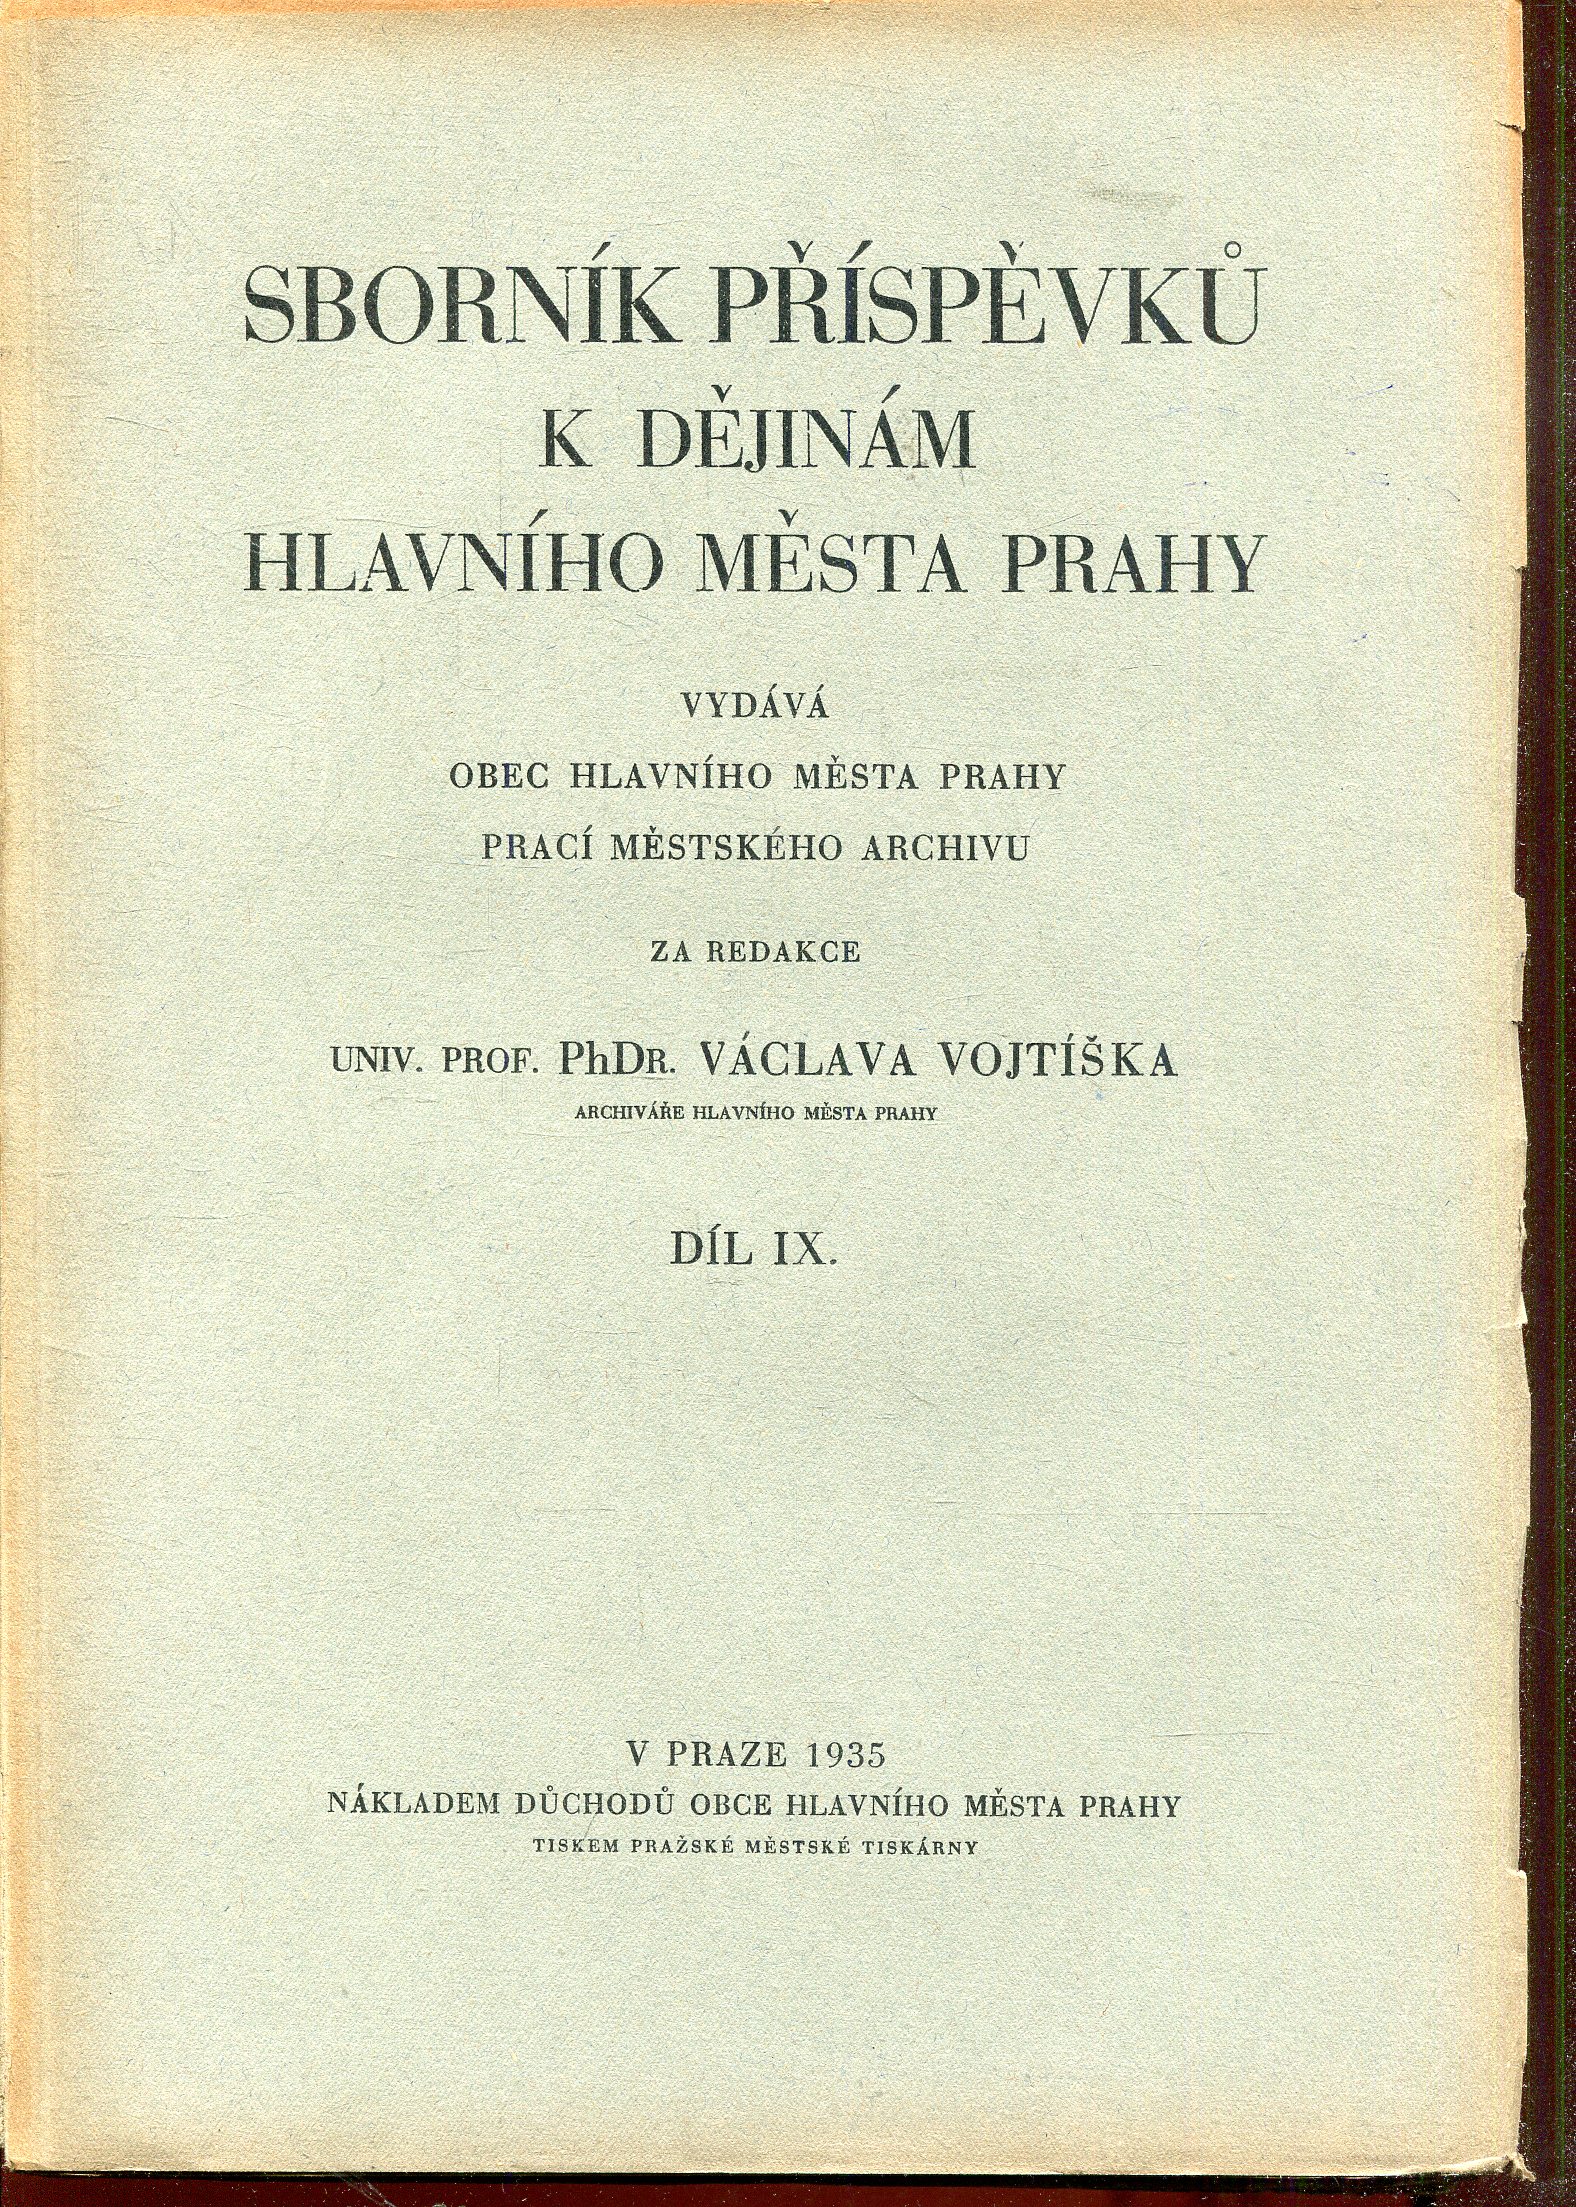 SBORNÍK PŘÍSPĚVKŮ
K DĚJINÁM
HLAVNÍHO MĚSTA PRAHY
VYDÁVÁ
OBEC HLAVNÍHO MĚSTA PRAHY
PRACÍ MĚSTSKÉHO ARCHIVU
ZA REDAKCE
UNIV. PROF. PhDR. VÁCLAVA VOJTÍŠKA
ARCHIVÁŘE HLAVNÍHO MĚSTA PRAHY
DÍL IX.
V PRAZE 1935
NÁKLADEM DŮCHODŮ OBCE HLAVNÍHO MĚSTA PRAHY
TISKEM PRAŽSKÉ MĚSTSKÉ TISKÁRNY